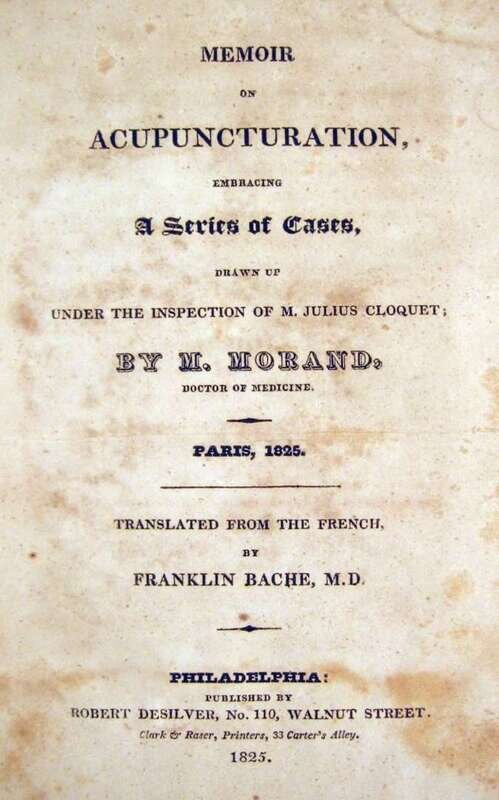 MEMOIR
ON
ACUPUNCTURATION,
EMBRACING
A Series of Cases,
DRAWN UP
UNDER THE INSPECTION OF M. JULIUS CLOQUET;
BY M. MORAND,
DOCTOR OF MEDICINE.
PARIS, 1825.
TRANSLATED FROM THE FRENCH,
BY
FRANKLIN BACHE, M.D.
PHILADELPHIA:
PUBLISHED BY
ROBERT DESILVER, No. 110, WALNUT STREET.
Clark & Raser, Printers, 33 Carter's Alley.
1825.